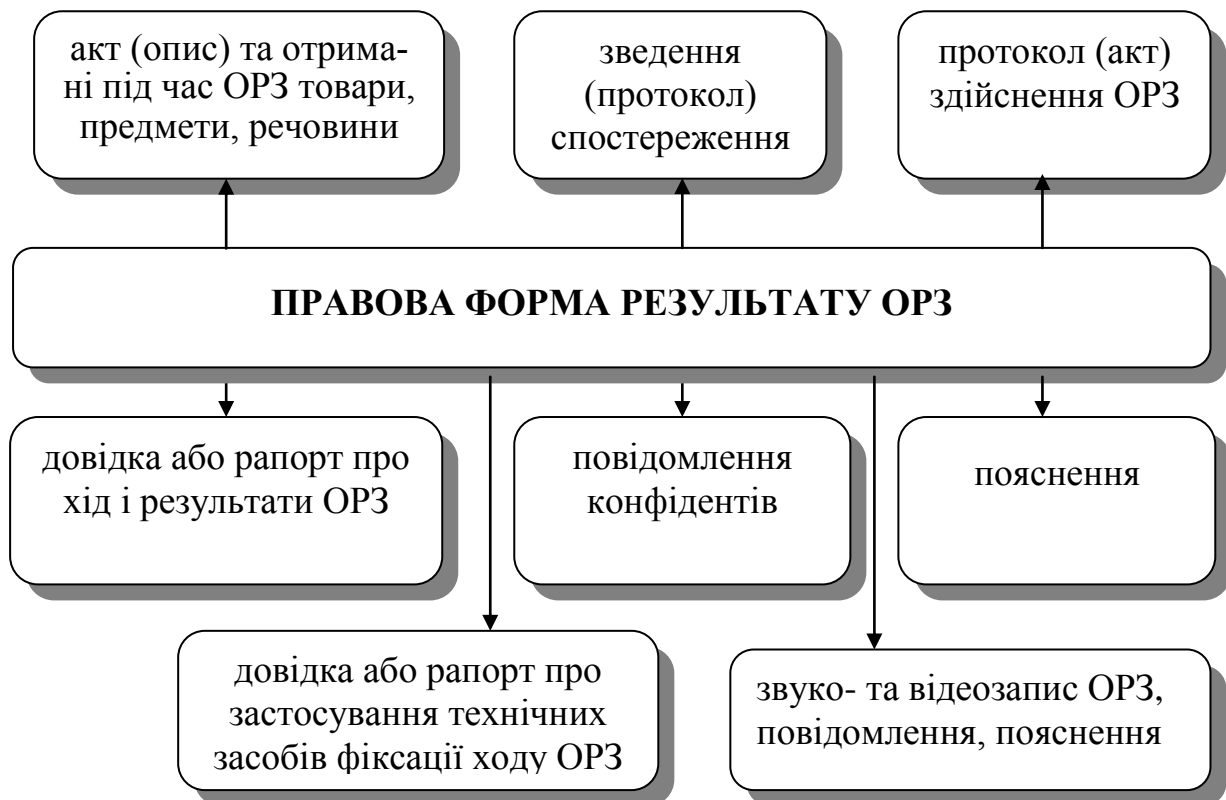 акт (опис) та отрима-
ні під час ОРЗ товари,
предмети, речовини
зведення
(протокол)
спостереження
протокол (акт)
здійснення ОРЗ
ПРАВОВА ФОРМА РЕЗУЛЬТАТУ ОРЗ
довідка або рапорт про
хід і результати ОРЗ
повідомлення
конфідентів
пояснення
довідка або рапорт про
застосування технічних
засобів фіксації ходу ОРЗ
звуко- та відеозапис ОРЗ,
повідомлення, пояснення